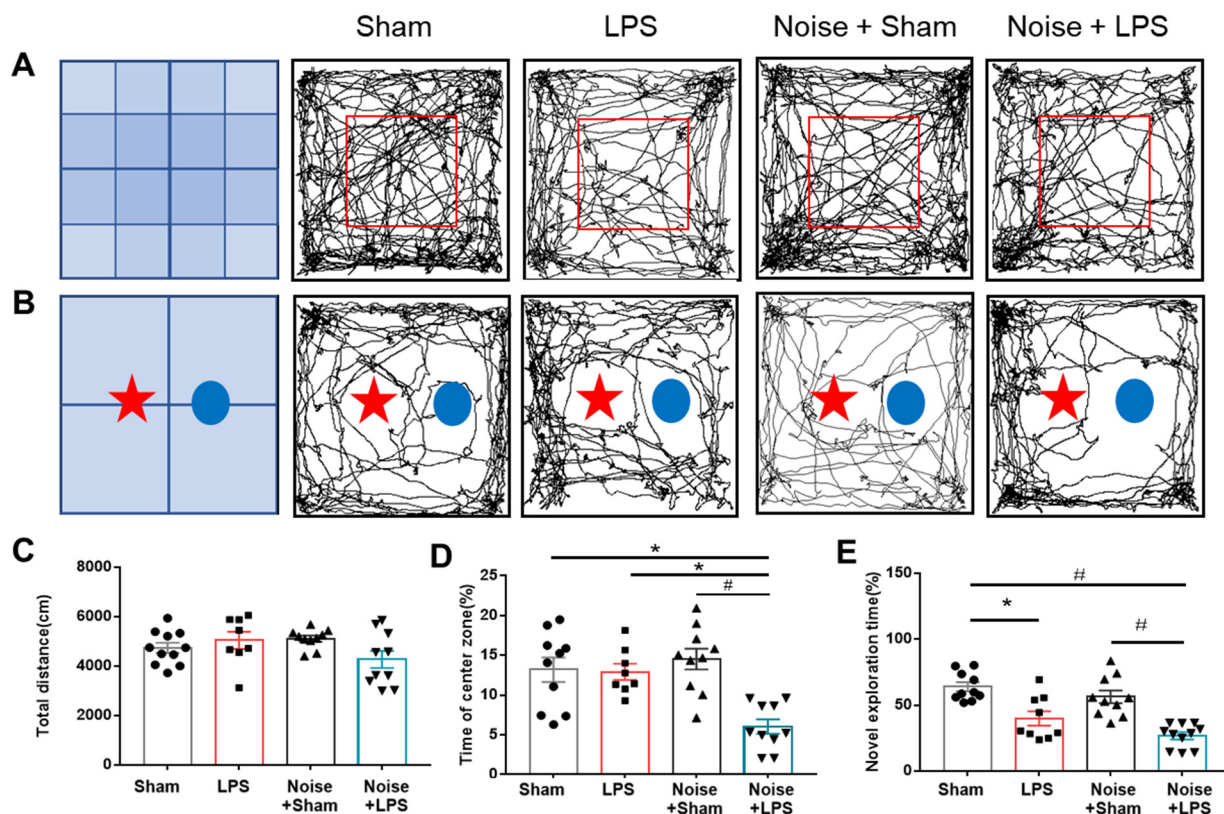 Sham LPS Noise + Sham Noise + LPS
A
B
C
D
E
Total distance(cm)
8000
6000
4000
2000
0
Sham LPS Noise Noise
+Sham +LPS
Time of center zone(%)
25
20
15
10
5
0
* 
*
#
Sham LPS Noise Noise
+Sham +LPS
Novel exploration time(%)
150
100
50
0
#
*
#
Sham LPS Noise Noise
+Sham +LPS